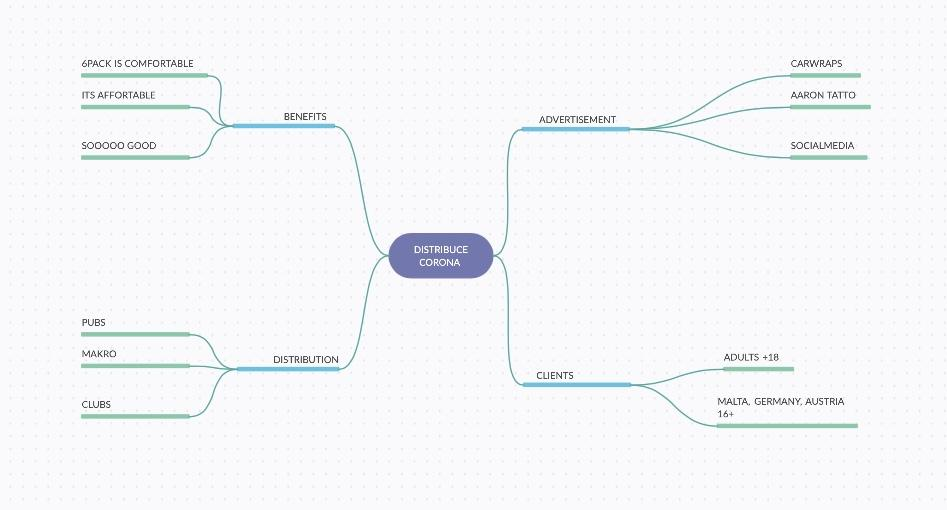 6PACK IS COMFORTABLE
ITS AFFORTABLE
SOOOOO GOOD
BENEFITS
ADVERTISEMENT
CARWRAPS
AARON TATTO
SOCIALMEDIA
DISTRIBUCE
CORONA
PUBS
MAKRO
CLUBS
DISTRIBUTION
CLIENTS
ADULTS +18
MALTA, GERMANY, AUSTRIA
16+